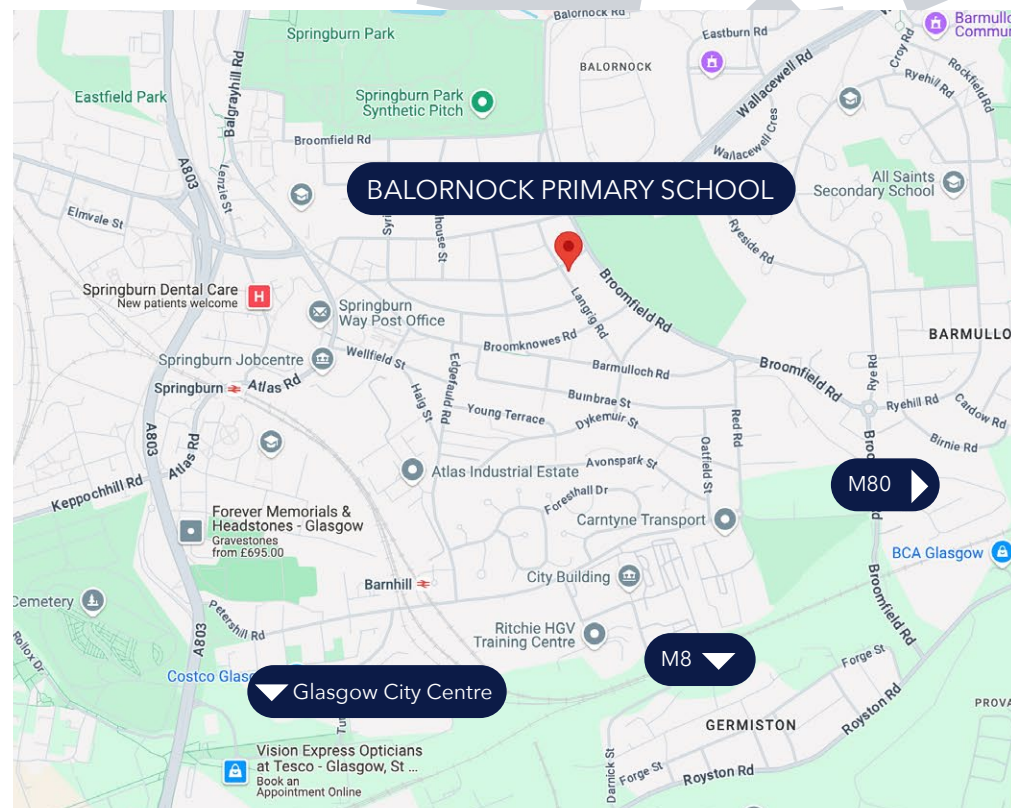 Balornock Rd
Barmullo
Commun
Springburn Park
Eastburn Rd
BALORNOCK
Croy Rd
Rockfield Rd
Ryehill Rd
Wallacewell Rd
Balgrayhill Rd
Eastfield Park
Springburn Park
Synthetic Pitch
Broomfield Rd
Wallacewell Cres
A803
Lenzie St
BALORNOCK PRIMARY SCHOOL
All Saints
Secondary School
Elmvale St
house St
Ryeside Rd
Springburn Dental Care
New patients welcome
H
Springburn
Way Post Office
Langrig Rd
Broomfield Rd
BARMULLO
Springburn Jobcentre
Wellfield St
Broomknowes Rd
Barmulloch Rd
Broomfield Rd
Rye Rd
Springburn
Atlas Rd
Edgefauld Rd
Haig St
Burnbrae St
Ryehill Rd
Cardow Rd
Young Terrace
Dykemuir St
Red Rd
Birnie Rd
A803
Atlas Rd
Oatfield St
Keppochhill Rd
Atlas Industrial Estate
Avonspark St
M80
Foresthall Dr
Forever Memorials &
Headstones - Glasgow
Gravestones
from £695.00
Carntyne Transport
BCA Glasgow
Barnhill
City Building
Broomfield Rd
Cemetery
Petershill Rd
Ritchie HGV
Training Centre
A803
M8
Forge St
Costco Glas
Glasgow City Centre
Royston Rd
PROVA
GERMISTON
Vision Express Opticians
at Tesco - Glasgow, St ...
Book an
Appointment Online
Darnick St
Forge St
Royston Rd